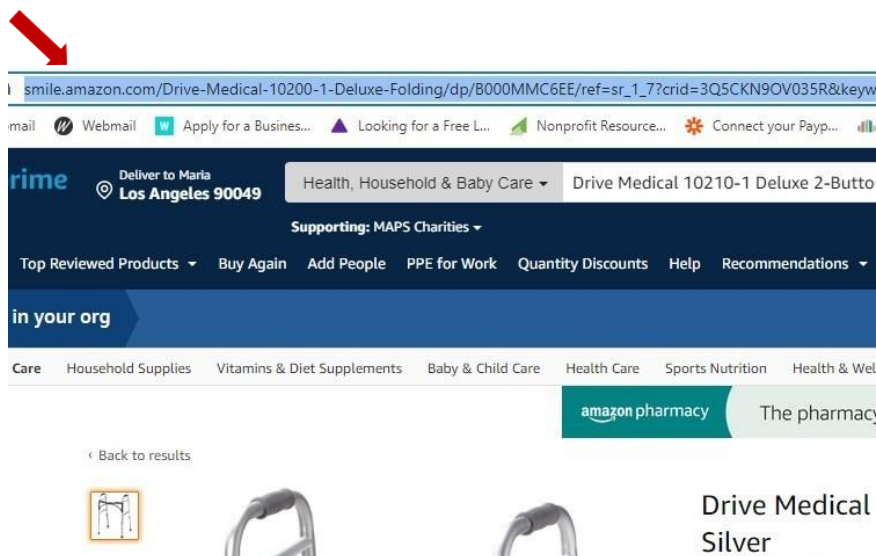 smile.amazon.com/Drive-Medical-10200-1-Deluxe-Folding/dp/B000MMC6EE/ref=sr_1_7?crid=3Q5CKN9OV035R&keyw
mail Webmail Apply for a Busines... Looking for a Free L... Nonprofit Resource... Connect your Payp...
rime Deliver to Maria Health, Household & Baby Care Drive Medical 10210-1 Deluxe 2-Butto
Los Angeles 90049
Supporting: MAPS Charities
Top Reviewed Products Buy Again Add People PPE for Work Quantity Discounts Help Recommendations
in your org
Care Household Supplies Vitamins & Diet Supplements Baby & Child Care Health Care Sports Nutrition Health & Wel
amazon pharmacy The pharmacy
‹ Back to results
Drive Medical
Silver